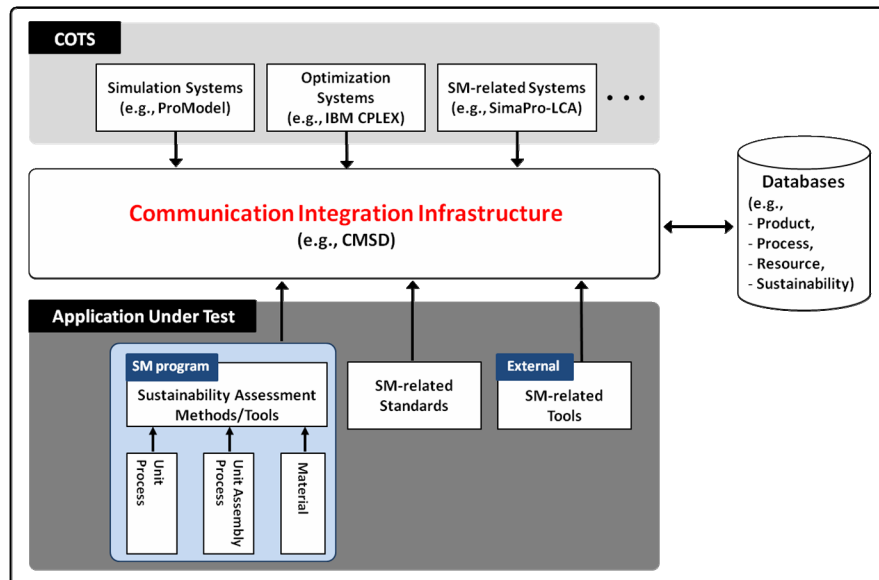 COTS
Simulation Systems
(e.g., ProModel)
Optimization
Systems
(e.g., IBM CPLEX)
SM-related Systems
(e.g., SimaPro-LCA)
. . .
Communication Integration Infrastructure
(e.g., CMSD)
Databases
(e.g.,
- Product,
- Process,
- Resource,
- Sustainability)
Application Under Test
SM program
Sustainability Assessment
Methods/Tools
Unit
Process
Unit Assembly
Process
Material
SM-related
Standards
External
SM-related
Tools